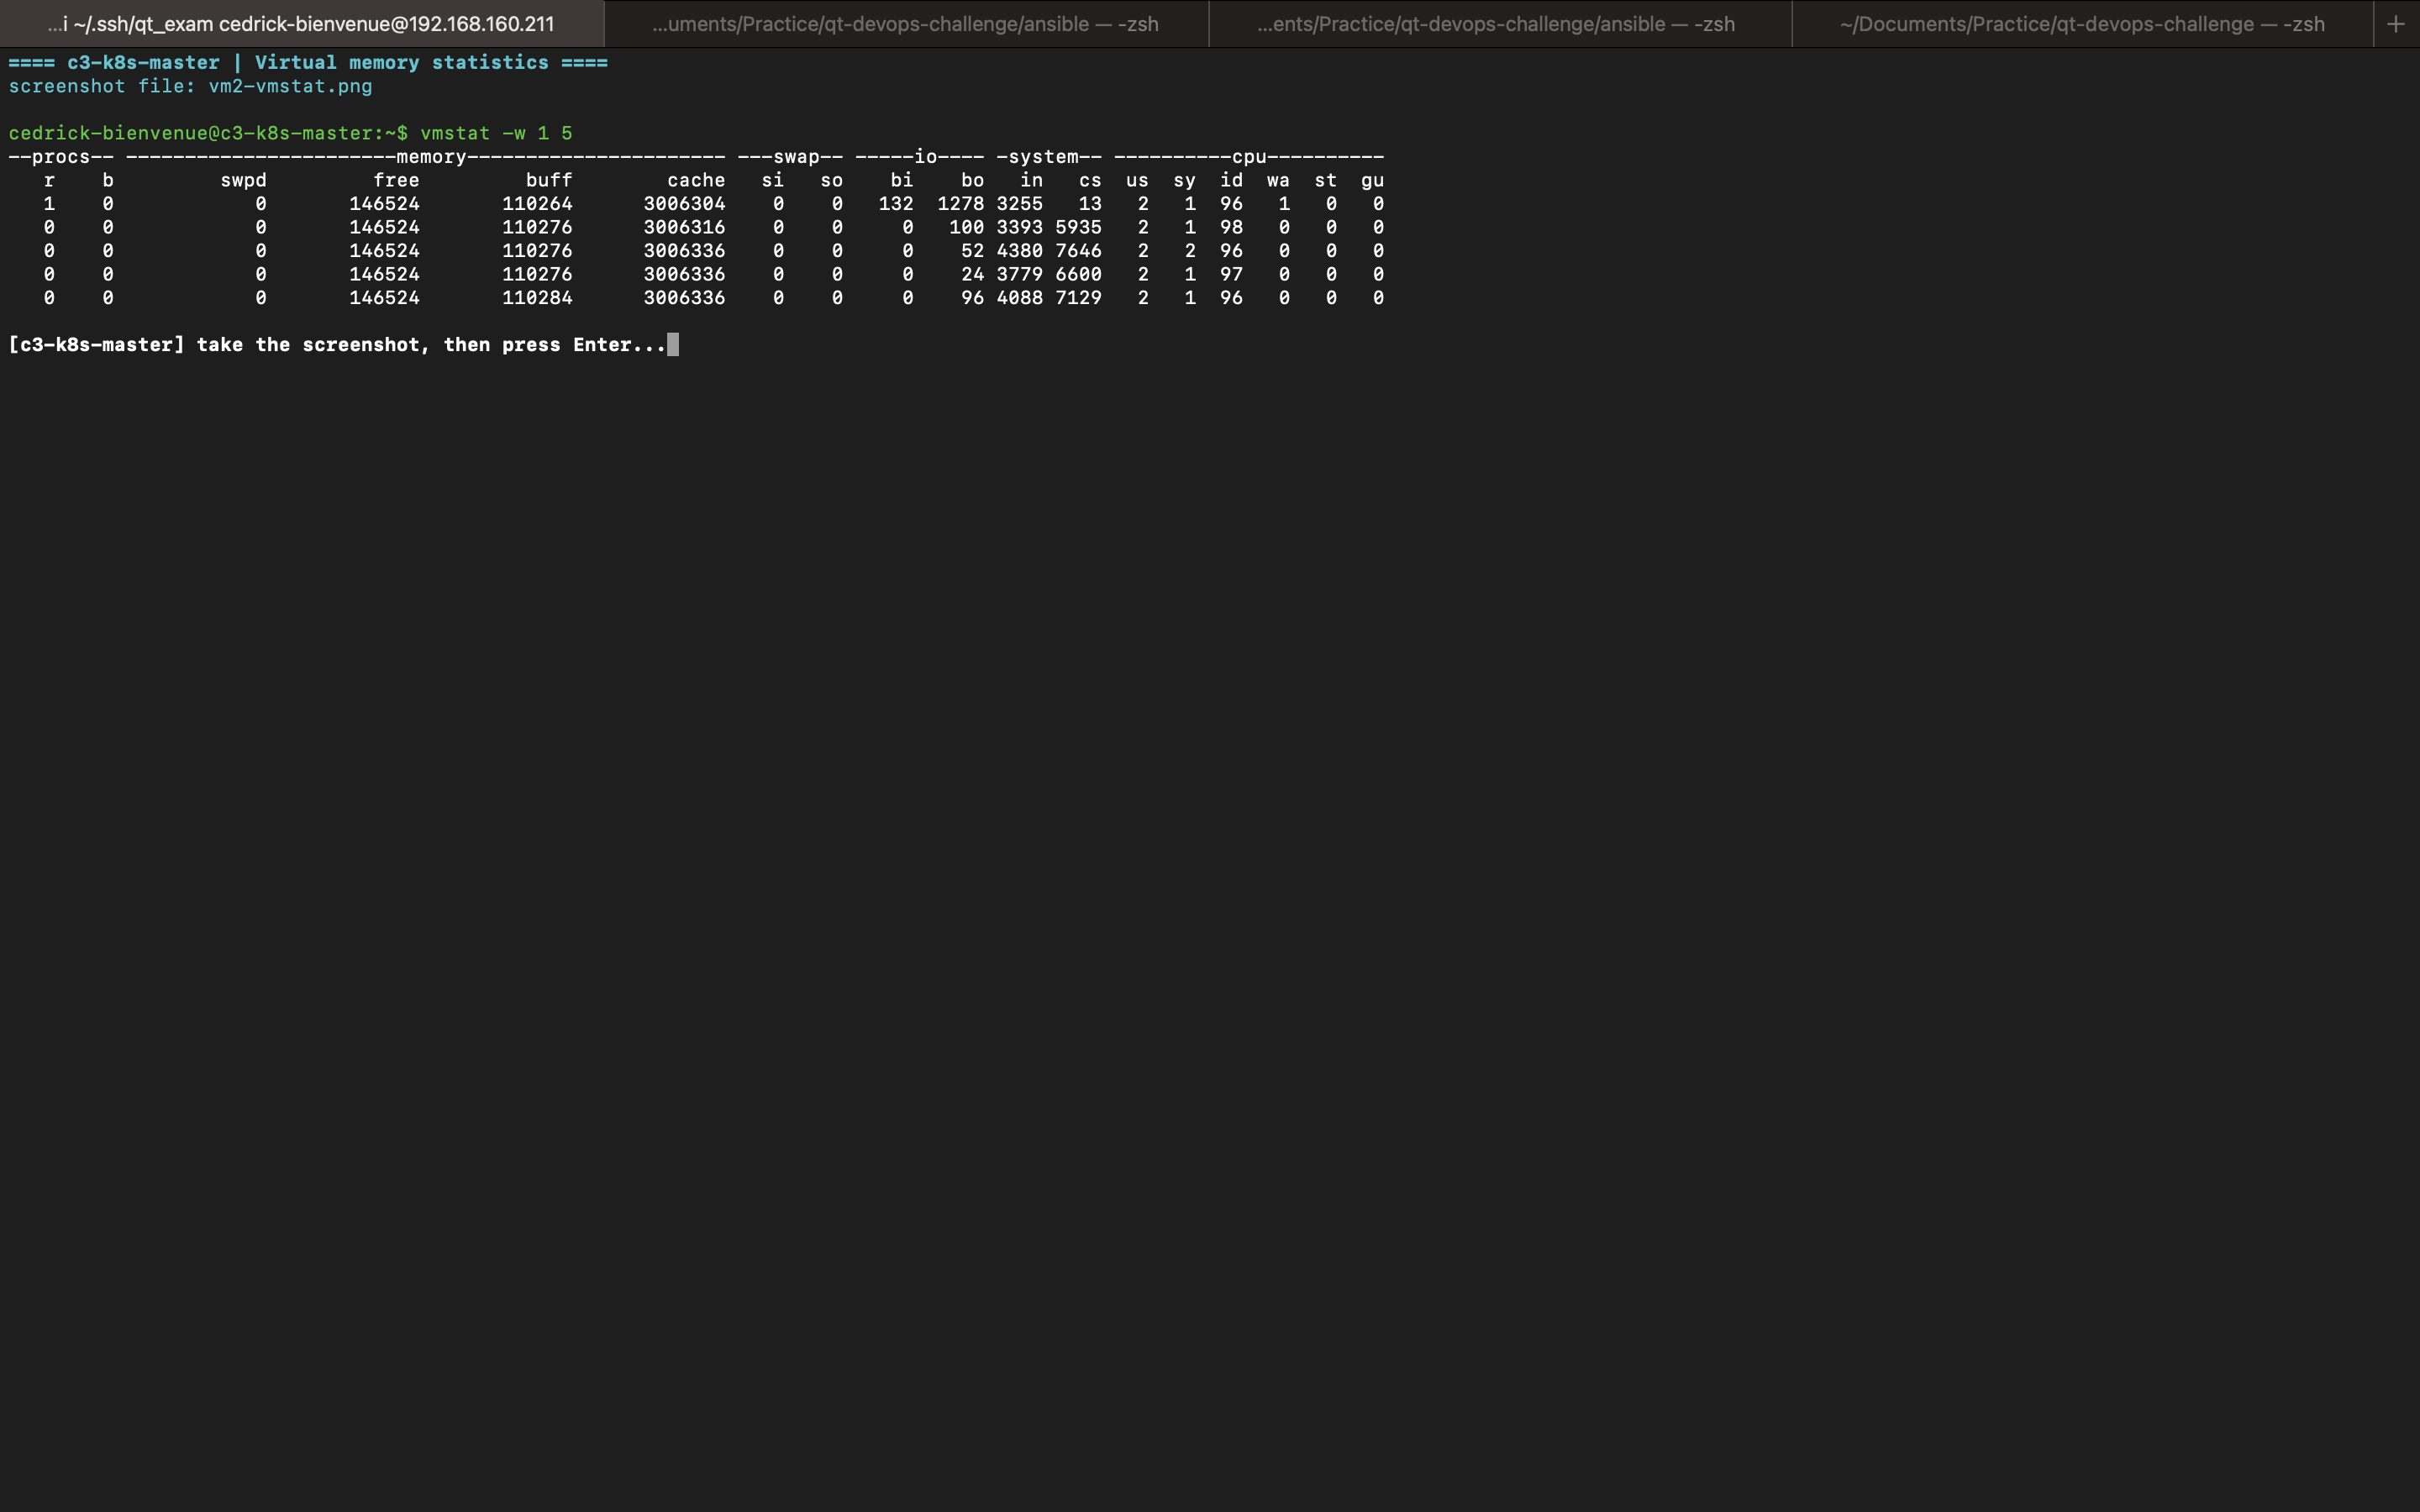 ...i ~/.ssh/qt_exam cedrick-bienvenue@192.168.160.211
...uments/Practice/qt-devops-challenge/ansible — -zsh
...ents/Practice/qt-devops-challenge/ansible — -zsh
~/Documents/Practice/qt-devops-challenge — -zsh
+
==== c3-k8s-master | Virtual memory statistics ====
screenshot file: vm2-vmstat.png
cedrick-bienvenue@c3-k8s-master:~$ vmstat -w 1 5
--procs-- -----------------------memory---------------------- ---swap-- -----io---- -system-- ----------cpu----------
r b swpd free buff cache si so bi bo in cs us sy id wa st gu
1 0 0 146524 110264 3006304 0 0 132 1278 3255 13 2 1 96 1 0 0
0 0 0 146524 110276 3006316 0 0 0 100 3393 5935 2 1 98 0 0 0
0 0 0 146524 110276 3006336 0 0 0 52 4380 7646 2 2 96 0 0 0
0 0 0 146524 110276 3006336 0 0 0 24 3779 6600 2 1 97 0 0 0
0 0 0 146524 110284 3006336 0 0 0 96 4088 7129 2 1 96 0 0 0
[c3-k8s-master] take the screenshot, then press Enter...